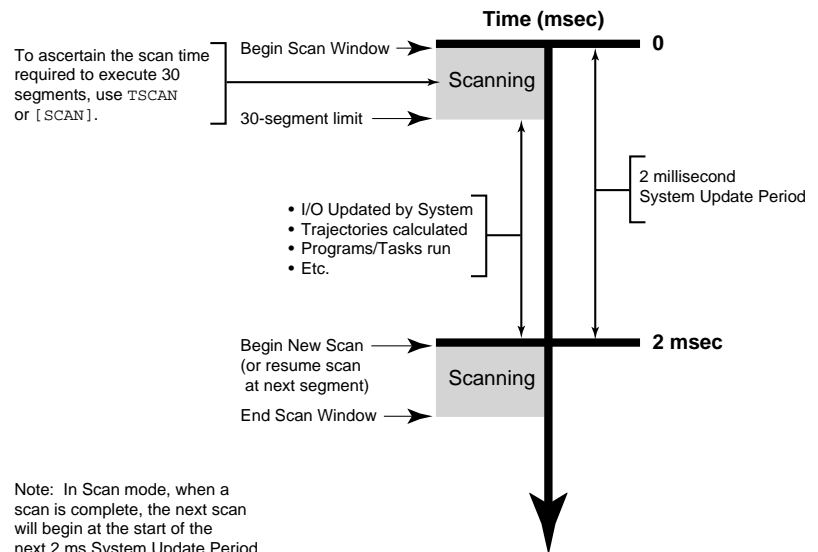 Time (msec)
To ascertain the scan time
required to execute 30
segments, use TSCAN
or [SCAN].
Begin Scan Window
0
Scanning
30-segment limit
2 millisecond
System Update Period
• I/O Updated by System
• Trajectories calculated
• Programs/Tasks run
• Etc.
Begin New Scan
(or resume scan
at next segment)
2 msec
Scanning
End Scan Window
Note: In Scan mode, when a
scan is complete, the next scan
will begin at the start of the
next 2 ms System Update Period